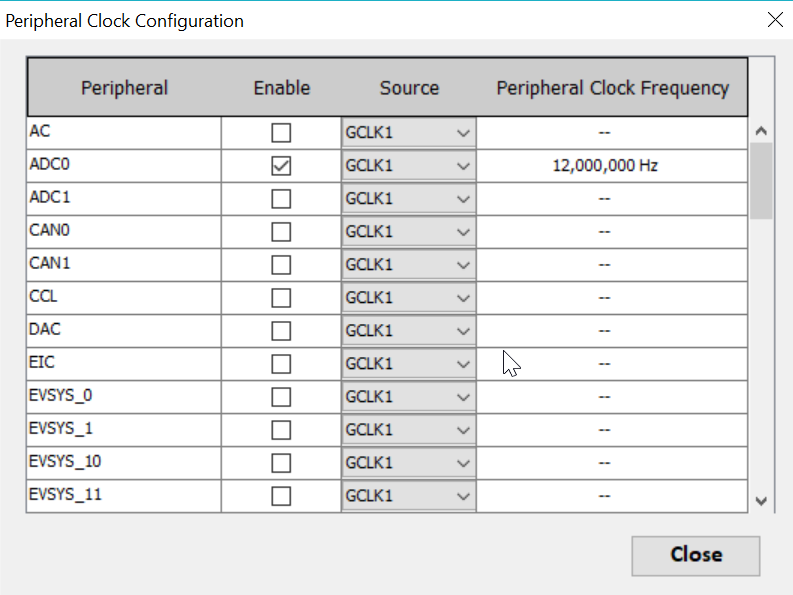 Peripheral Clock Configuration
Peripheral Enable Source Peripheral Clock Frequency
AC GCLK1 --
ADC0 GCLK1 12,000,000 Hz
ADC1 GCLK1 --
CAN0 GCLK1 --
CAN1 GCLK1 --
CCL GCLK1 --
DAC GCLK1 --
EIC GCLK1 --
EVSYS_0 GCLK1 --
EVSYS_1 GCLK1 --
EVSYS_10 GCLK1 --
EVSYS_11 GCLK1 --
Close